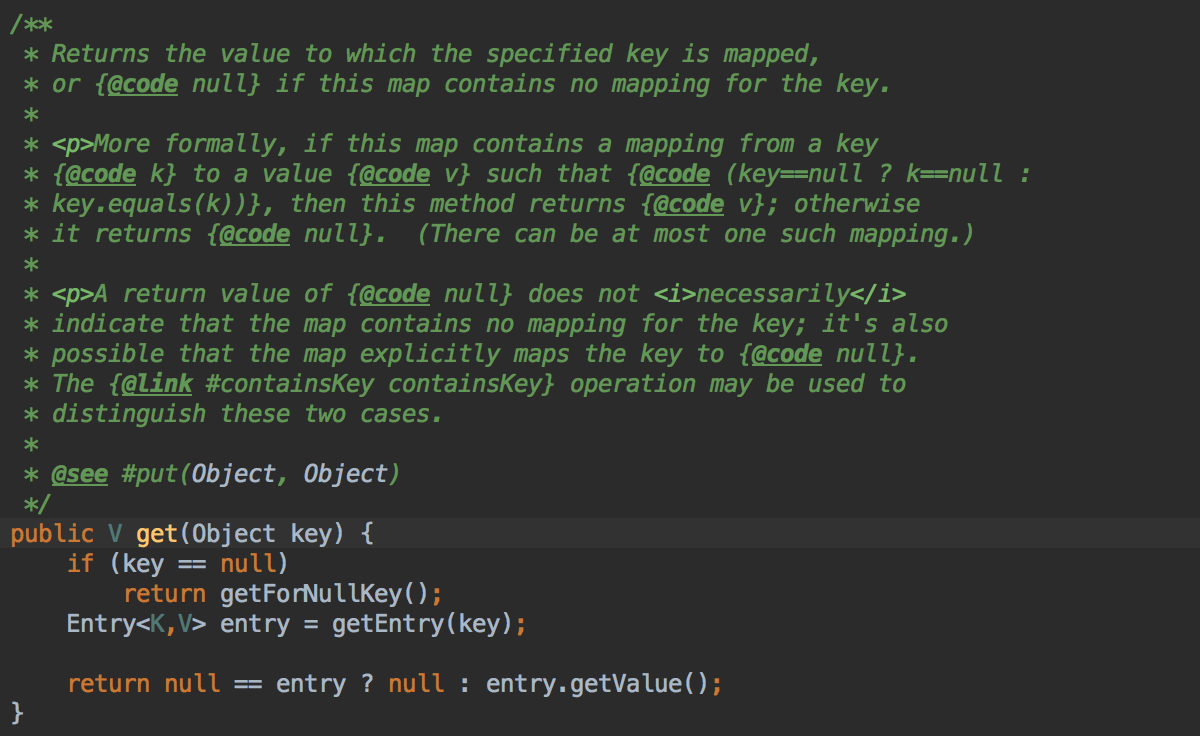 /**
 * Returns the value to which the specified key is mapped,
 * or {@code null} if this map contains no mapping for the key.
 *
 * <p>More formally, if this map contains a mapping from a key
 * {@code k} to a value {@code v} such that {@code (key==null ? k==null :
 * key.equals(k))}, then this method returns {@code v}; otherwise
 * it returns {@code null}.  (There can be at most one such mapping.)
 *
 * <p>A return value of {@code null} does not <i>necessarily</i>
 * indicate that the map contains no mapping for the key; it's also
 * possible that the map explicitly maps the key to {@code null}.
 * The {@link #containsKey containsKey} operation may be used to
 * distinguish these two cases.
 *
 * @see #put(Object, Object)
 */
public V get(Object key) {
    if (key == null)
        return getForNullKey();
    Entry<K,V> entry = getEntry(key);

    return null == entry ? null : entry.getValue();
}